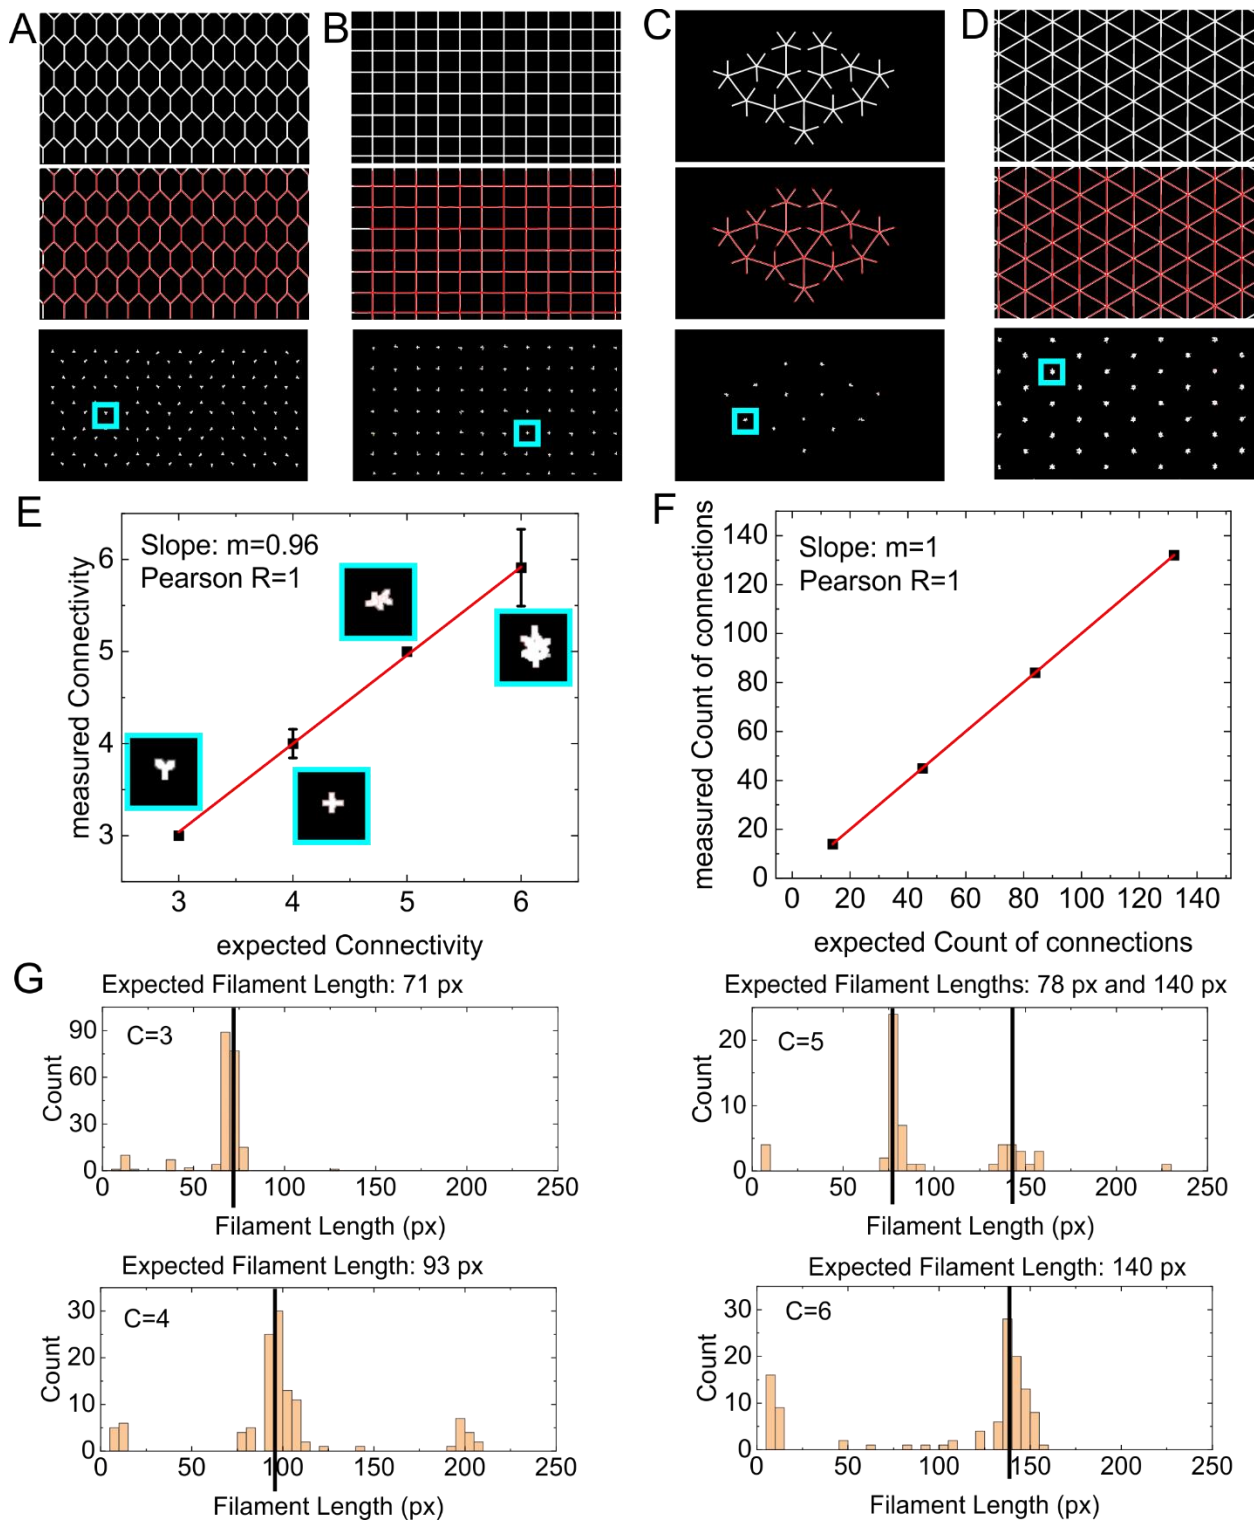 A
B
C
D
E
Slope: m=0.96
Pearson R=1
measured Connectivity
6
5
4
3
3 4 5 6
expected Connectivity
F
Slope: m=1
Pearson R=1
measured Count of connections
140
120
100
80
60
40
20
0
0 20 40 60 80 100 120 140
expected Count of connections
G
Expected Filament Length: 71 px
C=3
Count
90
60
30
0
0 50 100 150 200 250
Filament Length (px)
Expected Filament Lengths: 78 px and 140 px
C=5
Count
20
10
0
0 50 100 150 200 250
Filament Length (px)
Expected Filament Length: 93 px
C=4
Count
30
20
10
0
0 50 100 150 200 250
Filament Length (px)
Expected Filament Length: 140 px
C=6
Count
30
20
10
0
0 50 100 150 200 250
Filament Length (px)